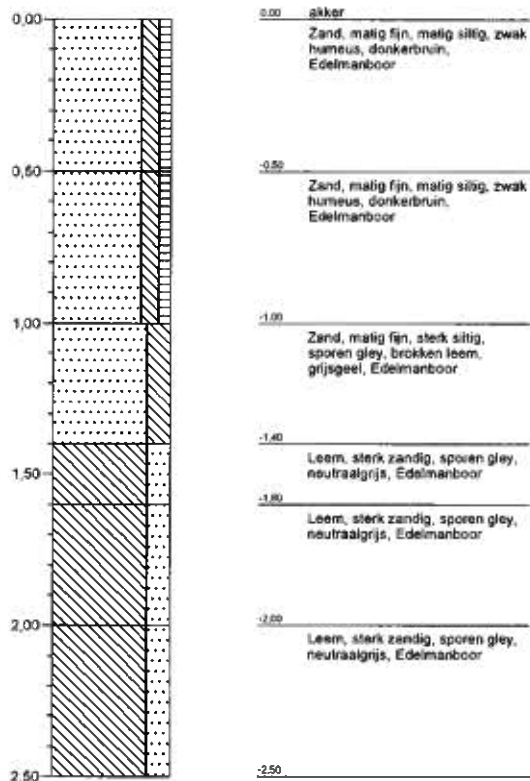 0,00
0,50
1,00
1,50
2,00
2,50
0.00 akker
Zand, matig fijn, matig siltig, zwak
humeus, donkerbruin,
Edelmanboor
-0.50
Zand, matig fijn, matig siltig, zwak
humeus, donkerbruin,
Edelmanboor
-1,00
Zand, matig fijn, sterk siltig,
sporen gley, brokken leem,
grijsgeel, Edelmanboor
-1,40
Leem, sterk zandig, sporen gley,
neutraalgrijs, Edelmanboor
-1,60
Leem, sterk zandig, sporen gley,
neutraalgrijs, Edelmanboor
-2,00
Leem, sterk zandig, sporen gley,
neutraalgrijs, Edelmanboor
-2.50